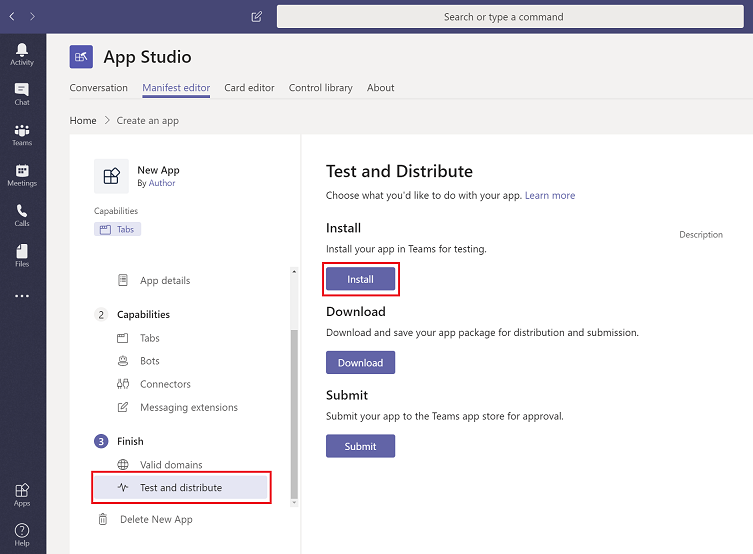 Search or type a command
Activity
Chat
Teams
Meetings
Calls
Files
Apps
Help
App Studio
Conversation Manifest editor Card editor Control library About
Home > Create an app
New App
By Author
Capabilities
Tabs
App details
2 Capabilities
Tabs
Bots
Connectors
Messaging extensions
3 Finish
Valid domains
Test and distribute
Delete New App
Test and Distribute
Choose what you'd like to do with your app. Learn more
Install
Description
Install your app in Teams for testing.
Install
Download
Download and save your app package for distribution and submission.
Download
Submit
Submit your app to the Teams app store for approval.
Submit